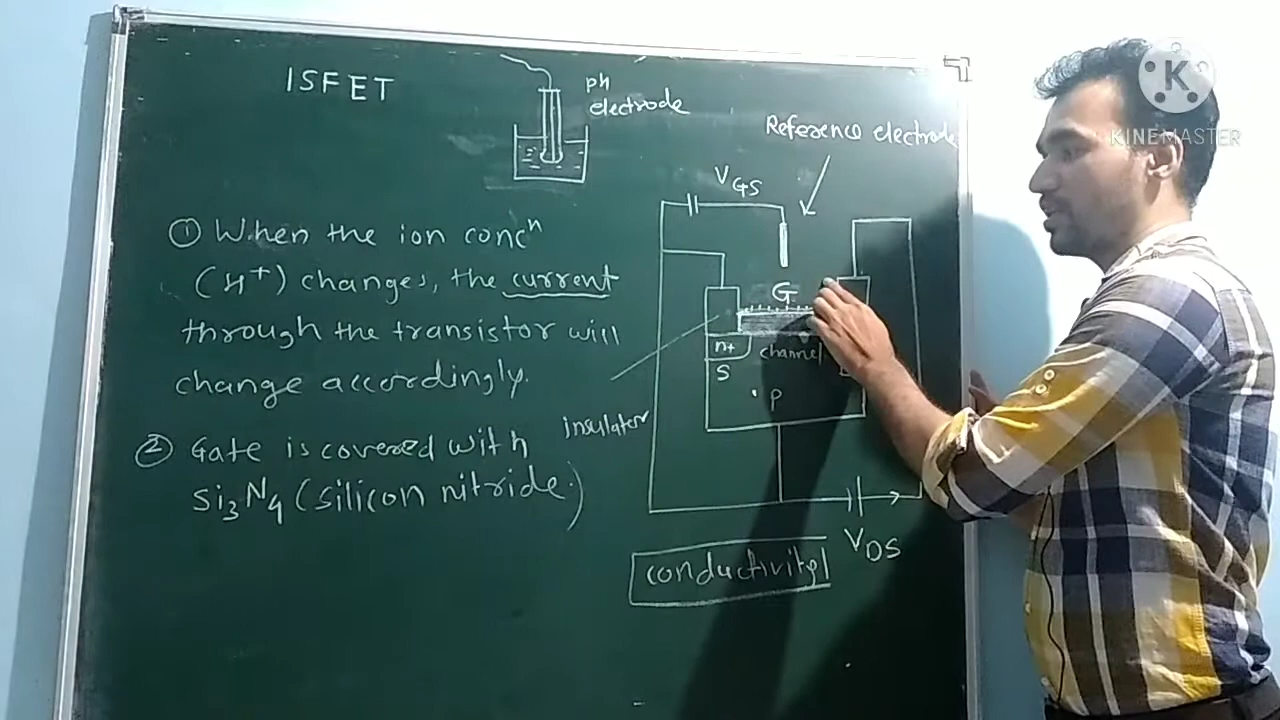 ISFET
ph
electrode
Reference electrode
VGS
① When the ion concⁿ
(H+) changes, the current
through the transistor will
change accordingly.
② Gate is covered with
Si3N4 (silicon nitride.)
G
n+
channel
S
P
insulator
VDS
conductivity
K
KINEMASTER